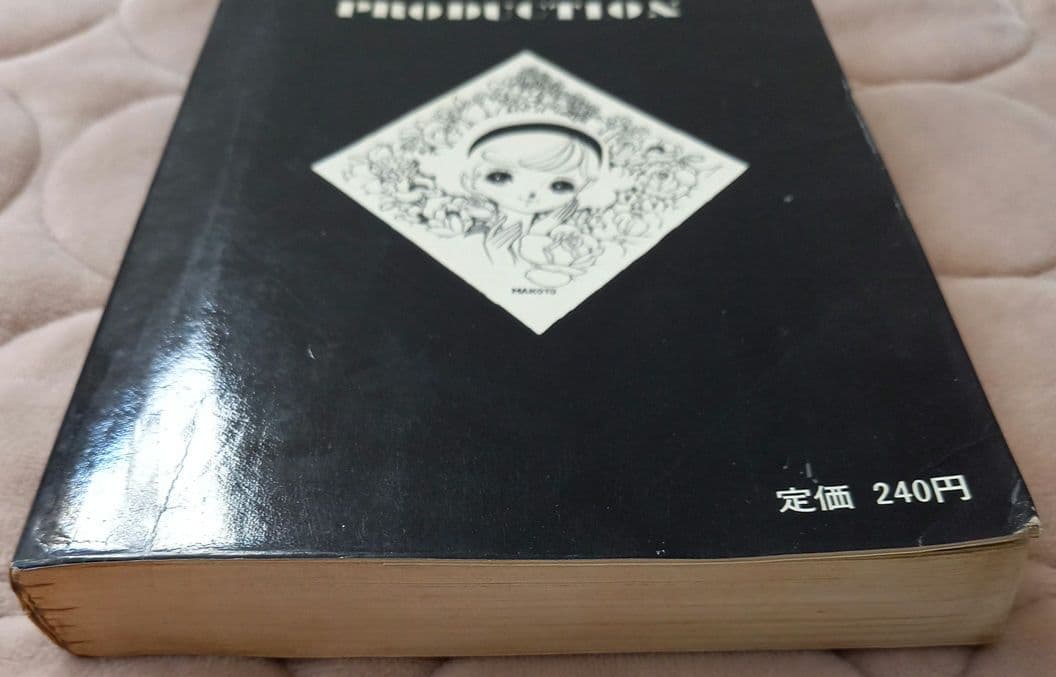 PRODUCTION
MAKOTO
定価 240円